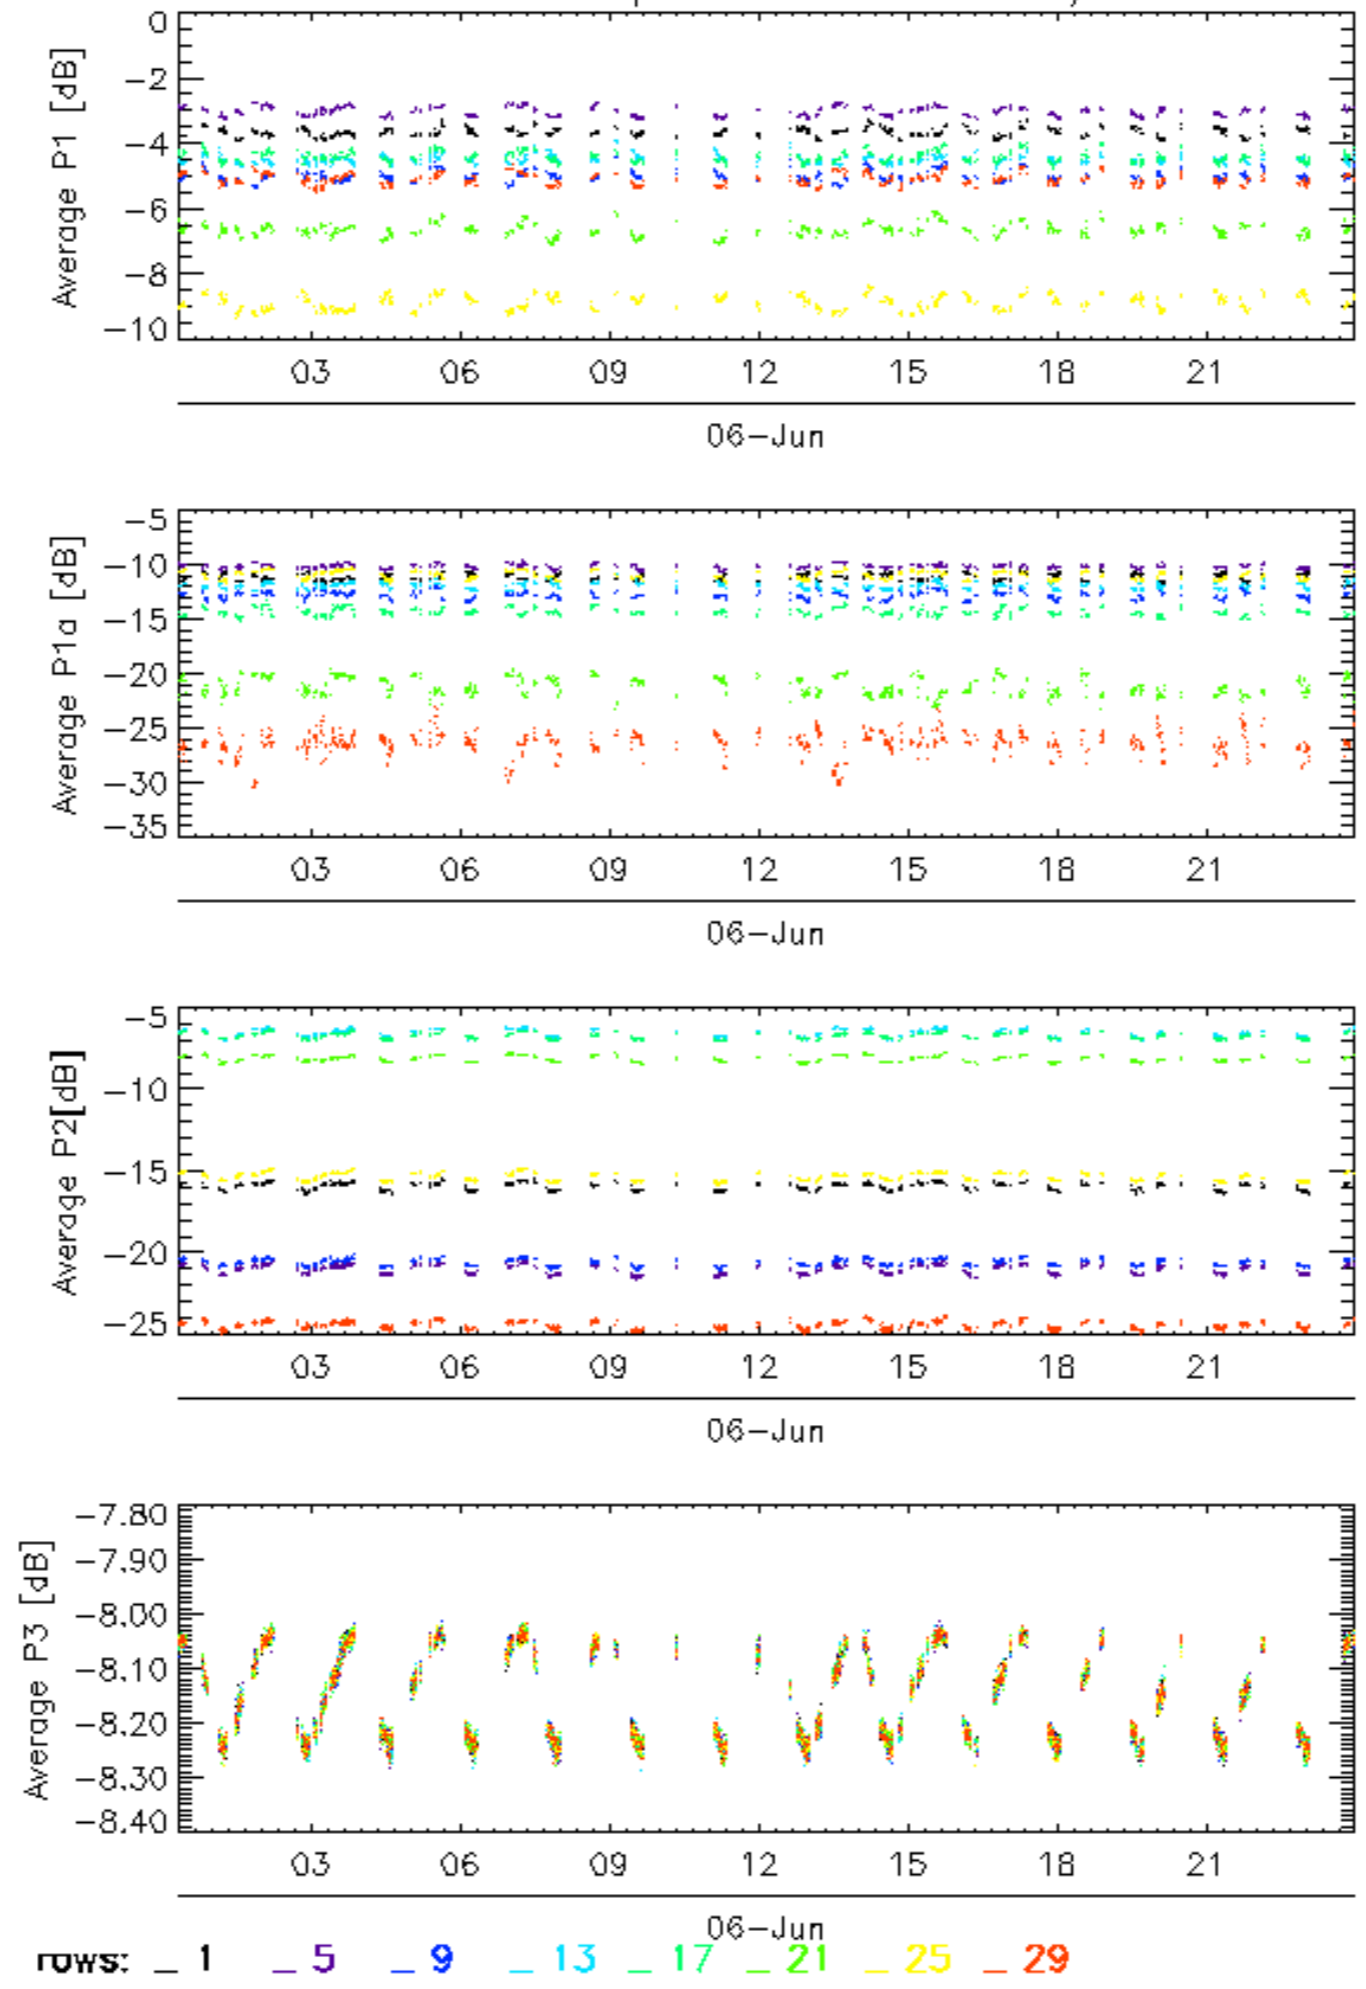 0
−2
−4
−6
−8
−10
Average P1 [dB]
03 06 09 12 15 18 21
06−Jun
−5
−10
−15
−20
−25
−30
−35
Average P1a [dB]
03 06 09 12 15 18 21
06−Jun
−5
−10
−15
−20
−25
Average P2[dB]
03 06 09 12 15 18 21
06−Jun
−7.80
−7.90
−8.00
−8.10
−8.20
−8.30
−8.40
Average P3 [dB]
03 06 09 12 15 18 21
06−Jun
rows: _ 1 _ 5 _ 9 _ 13 _ 17 _ 21 _ 25 _ 29